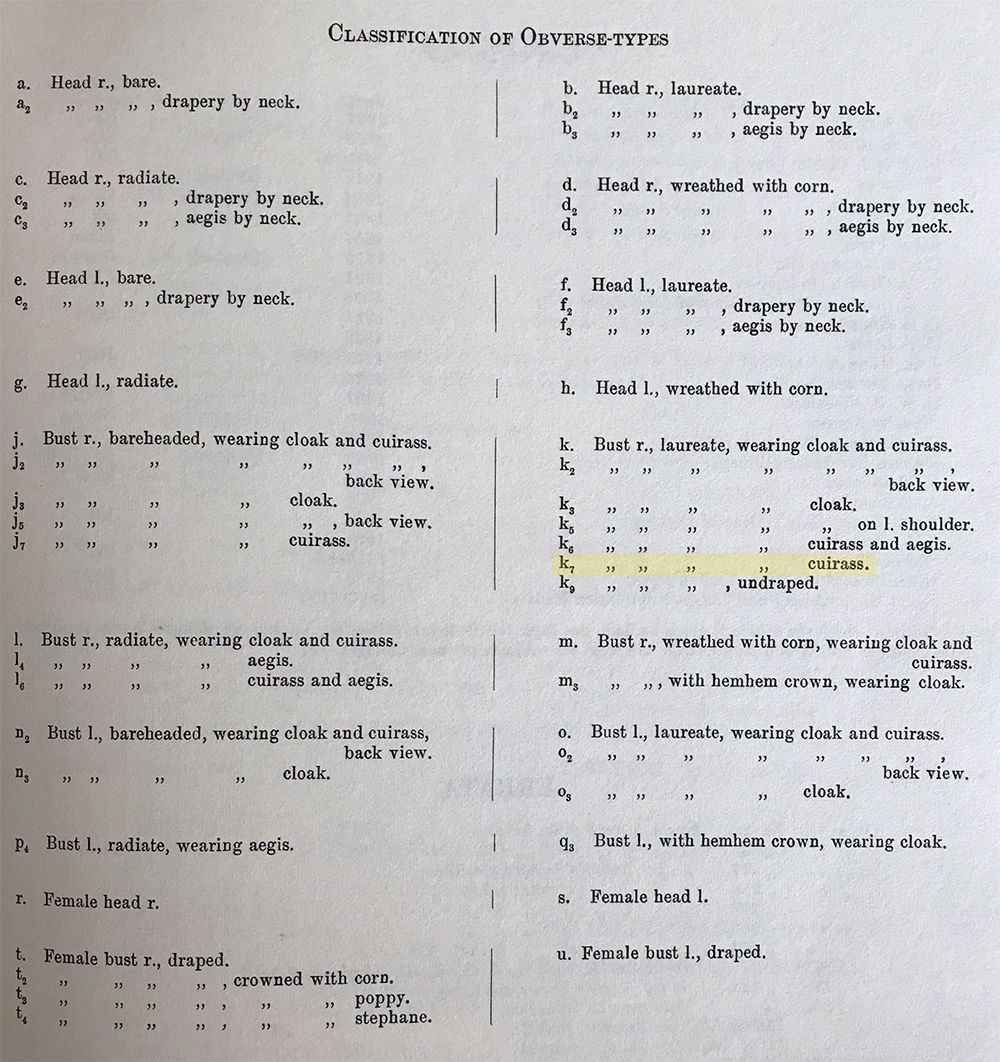 CLASSIFICATION OF OBVERSE-TYPES
a. Head r., bare.
a₂ ,, ,, ,, , drapery by neck.
b. Head r., laureate.
b₂ ,, ,, ,, , drapery by neck.
b₃ ,, ,, ,, , aegis by neck.
c. Head r., radiate.
c₂ ,, ,, ,, , drapery by neck.
c₃ ,, ,, ,, , aegis by neck.
d. Head r., wreathed with corn.
d₂ ,, ,, ,, ,, ,, , drapery by neck.
d₃ ,, ,, ,, ,, ,, , aegis by neck.
e. Head l., bare.
e₂ ,, ,, ,, , drapery by neck.
f. Head l., laureate.
f₂ ,, ,, ,, , drapery by neck.
f₃ ,, ,, ,, , aegis by neck.
g. Head l., radiate.
h. Head l., wreathed with corn.
j. Bust r., bareheaded, wearing cloak and cuirass.
j₂ ,, ,, ,, ,, ,, ,, ,, ,
back view.
j₃ ,, ,, ,, ,, cloak.
j₅ ,, ,, ,, ,, ,, , back view.
j₇ ,, ,, ,, ,, cuirass.
k. Bust r., laureate, wearing cloak and cuirass.
k₂ ,, ,, ,, ,, ,, ,, ,, ,
back view.
k₃ ,, ,, ,, ,, cloak.
k₅ ,, ,, ,, ,, ,, on l. shoulder.
k₆ ,, ,, ,, ,, cuirass and aegis.
k₇ ,, ,, ,, ,, cuirass.
k₉ ,, ,, ,, , undraped.
l. Bust r., radiate, wearing cloak and cuirass.
l₄ ,, ,, ,, ,, aegis.
l₆ ,, ,, ,, ,, cuirass and aegis.
m. Bust r., wreathed with corn, wearing cloak and
cuirass.
m₃ ,, ,, , with hemhem crown, wearing cloak.
n₂ Bust l., bareheaded, wearing cloak and cuirass,
back view.
n₃ ,, ,, ,, ,, cloak.
o. Bust l., laureate, wearing cloak and cuirass.
o₂ ,, ,, ,, ,, ,, ,, ,, ,
back view.
o₃ ,, ,, ,, ,, cloak.
p₄ Bust l., radiate, wearing aegis.
q₃ Bust l., with hemhem crown, wearing cloak.
r. Female head r.
s. Female head l.
t. Female bust r., draped.
t₂ ,, ,, ,, ,, , crowned with corn.
t₃ ,, ,, ,, ,, , ,, ,, poppy.
t₄ ,, ,, ,, ,, , ,, ,, stephane.
u. Female bust l., draped.